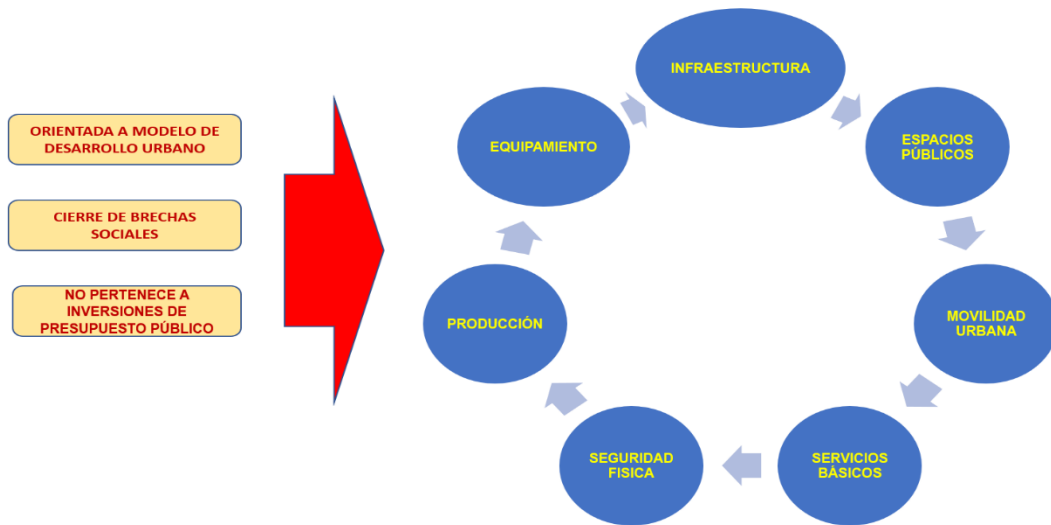 ORIENTADA A MODELO DE
DESARROLLO URBANO
CIERRE DE BRECHAS
SOCIALES
NO PERTENECE A
INVERSIONES DE
PRESUPUESTO PÚBLICO
INFRAESTRUCTURA
ESPACIOS
PÚBLICOS
MOVILIDAD
URBANA
SERVICIOS
BÁSICOS
SEGURIDAD
FISICA
PRODUCCIÓN
EQUIPAMIENTO